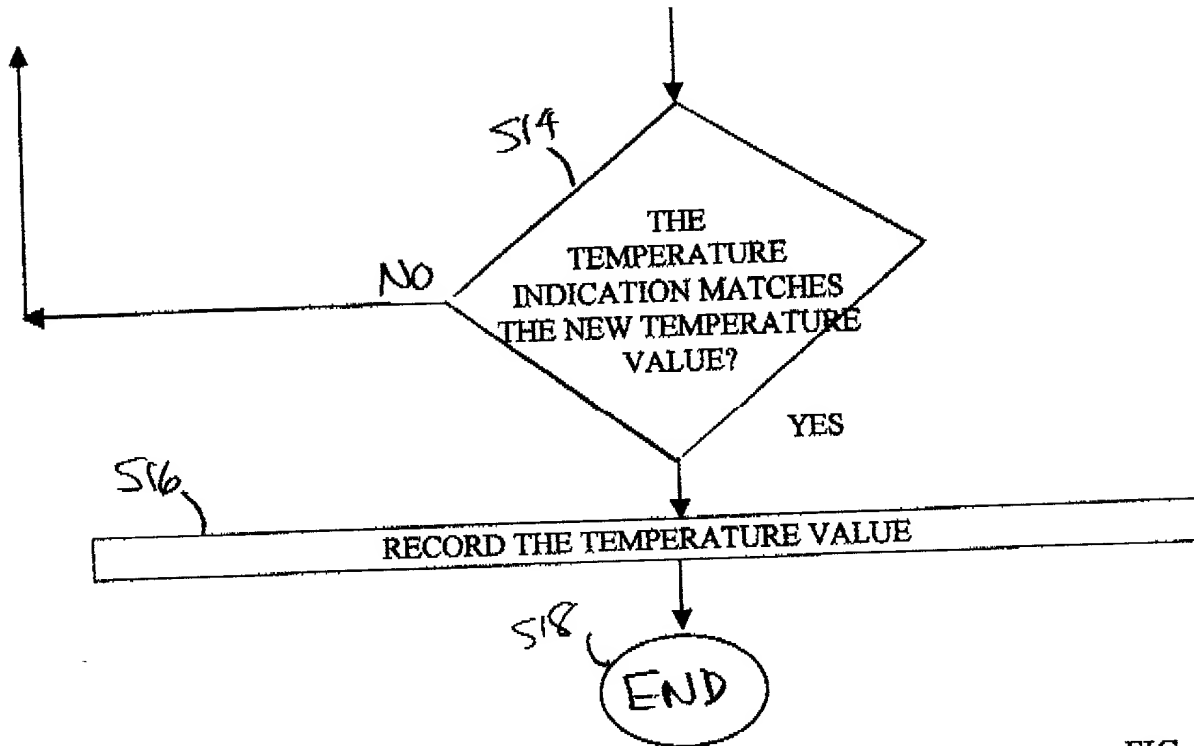 514
THE
TEMPERATURE
INDICATION MATCHES
THE NEW TEMPERATURE
VALUE?
NO
YES
516
RECORD THE TEMPERATURE VALUE
518
END